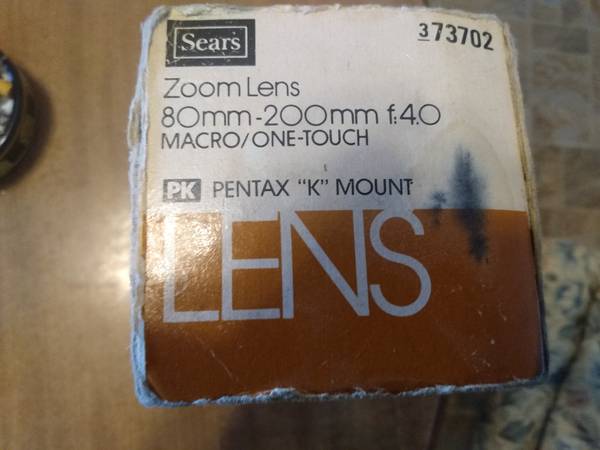 Sears
373702
Zoom Lens
80mm-200mm f:4.0
MACRO/ONE-TOUCH
PK PENTAX "K" MOUNT
LENS